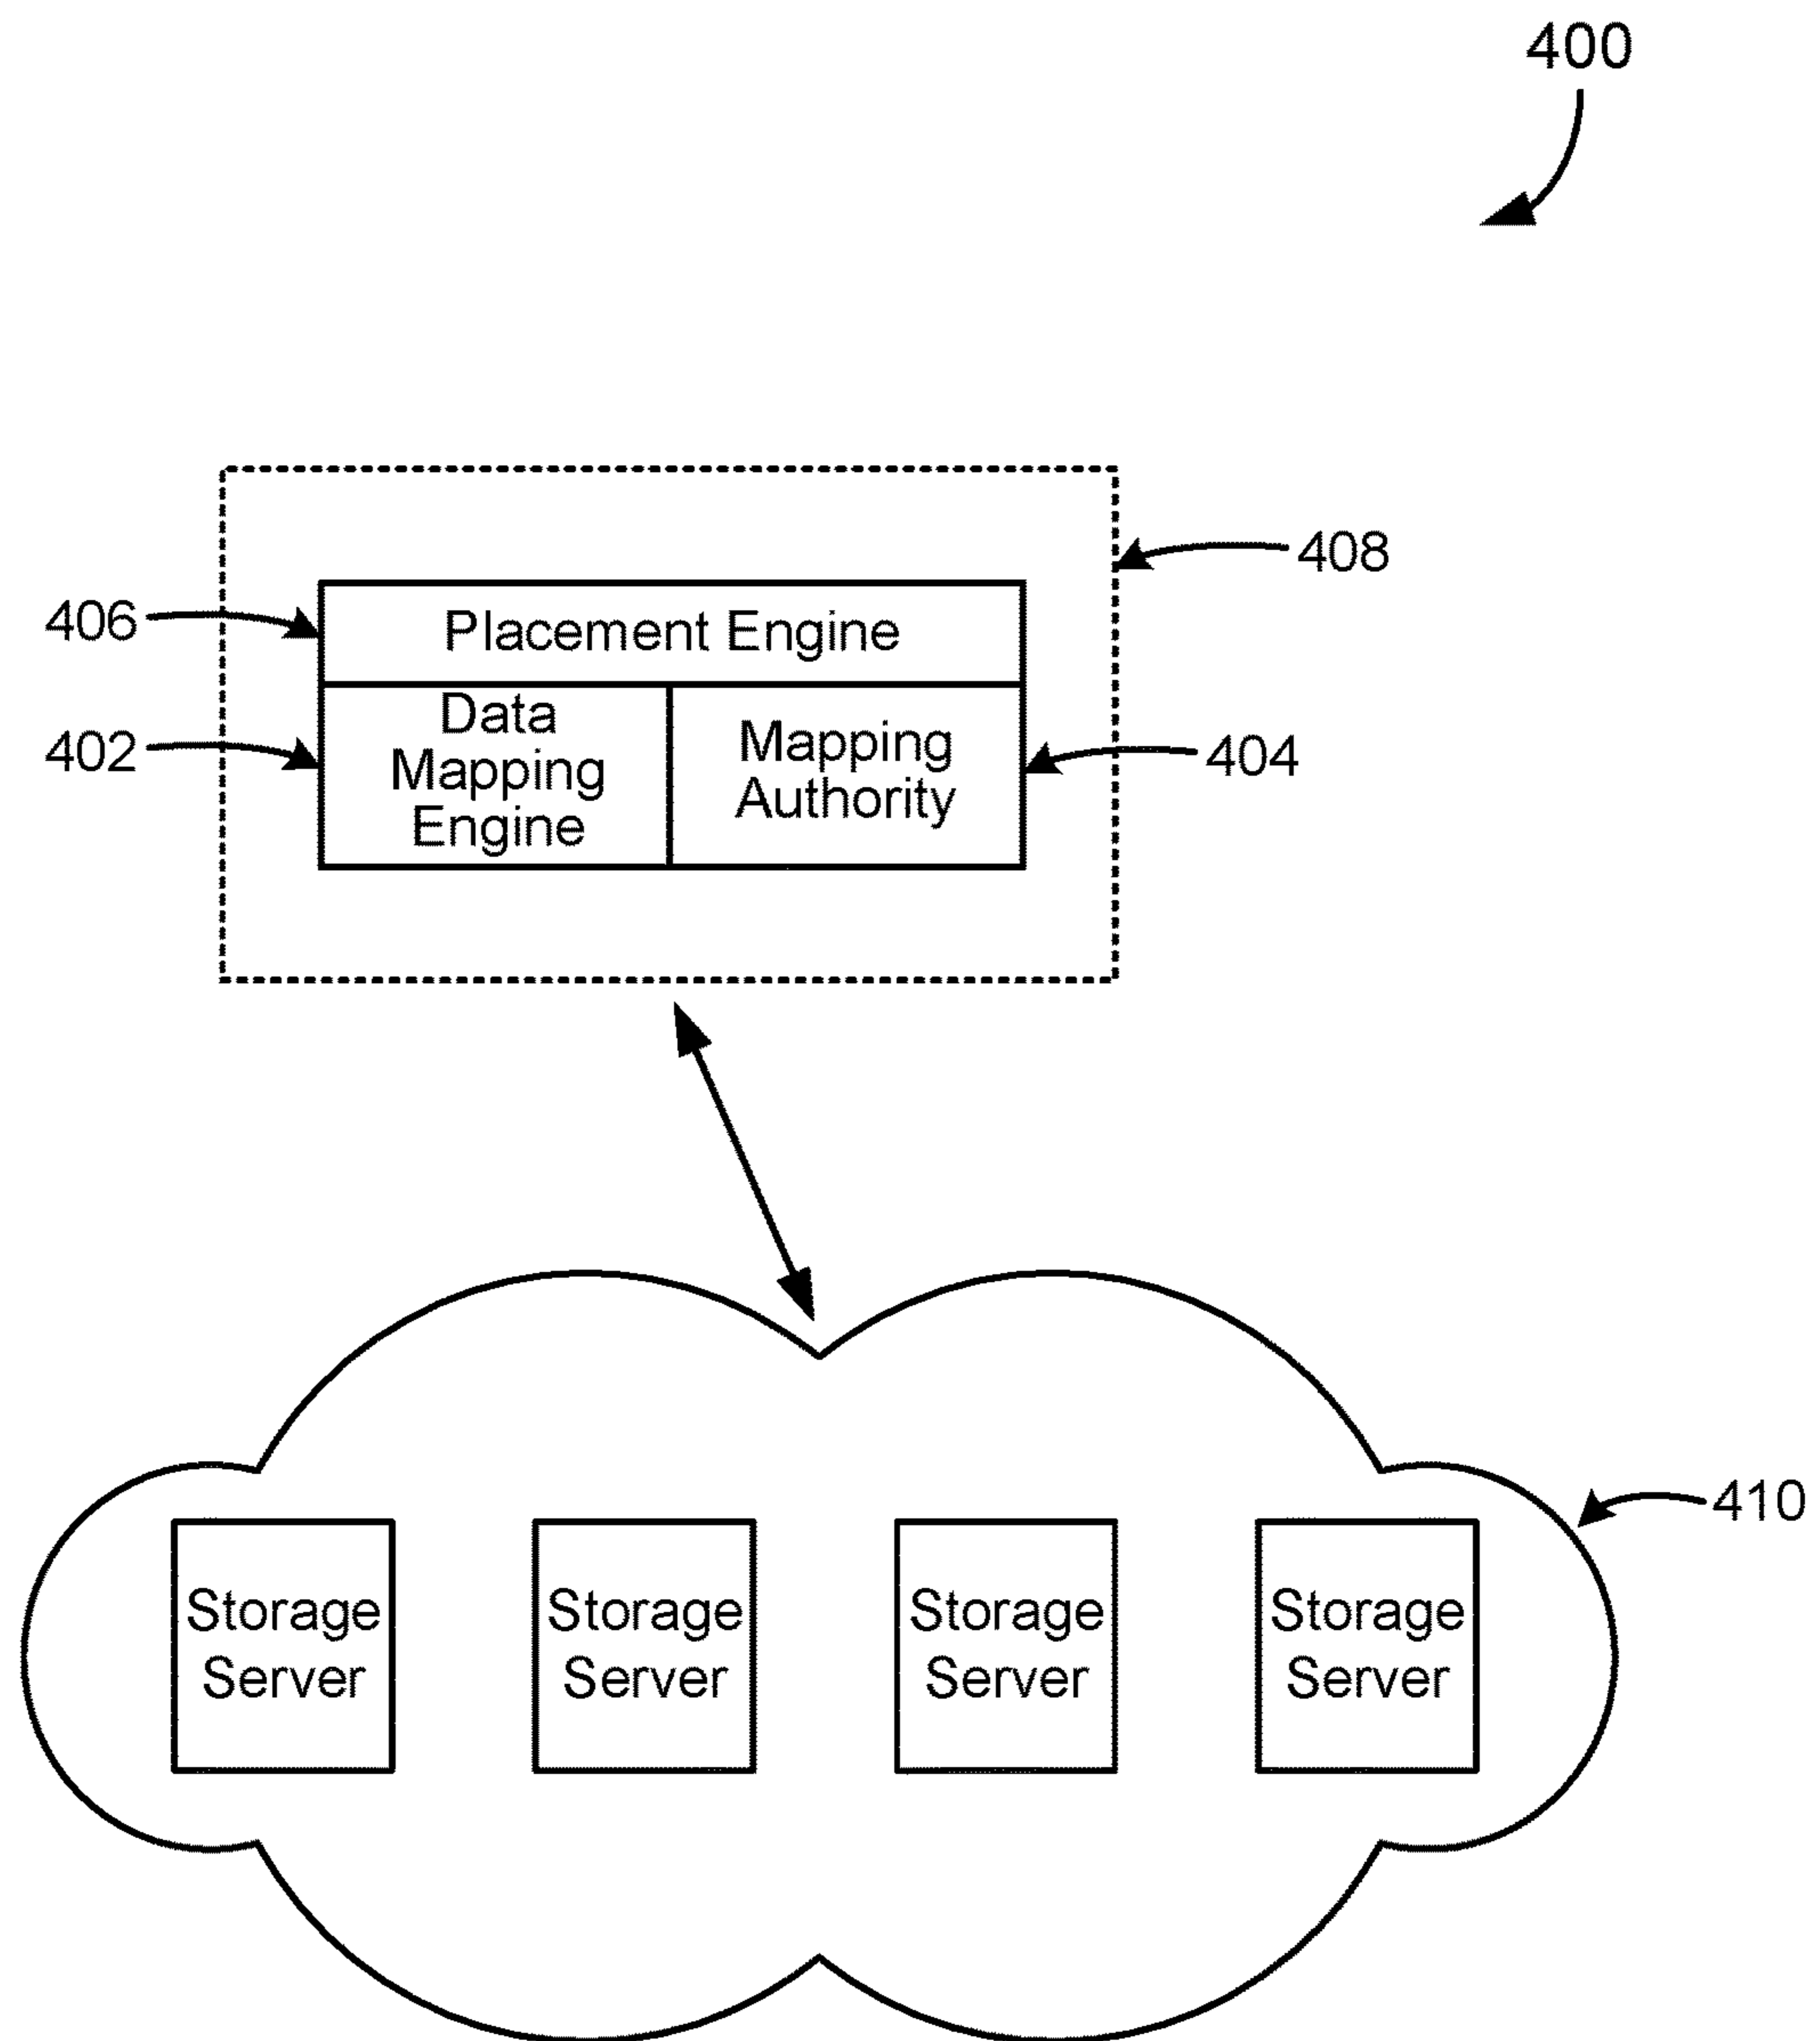 400
408
406
Placement Engine
402
Data
Mapping
Engine
Mapping
Authority
404
410
Storage
Server
Storage
Server
Storage
Server
Storage
Server